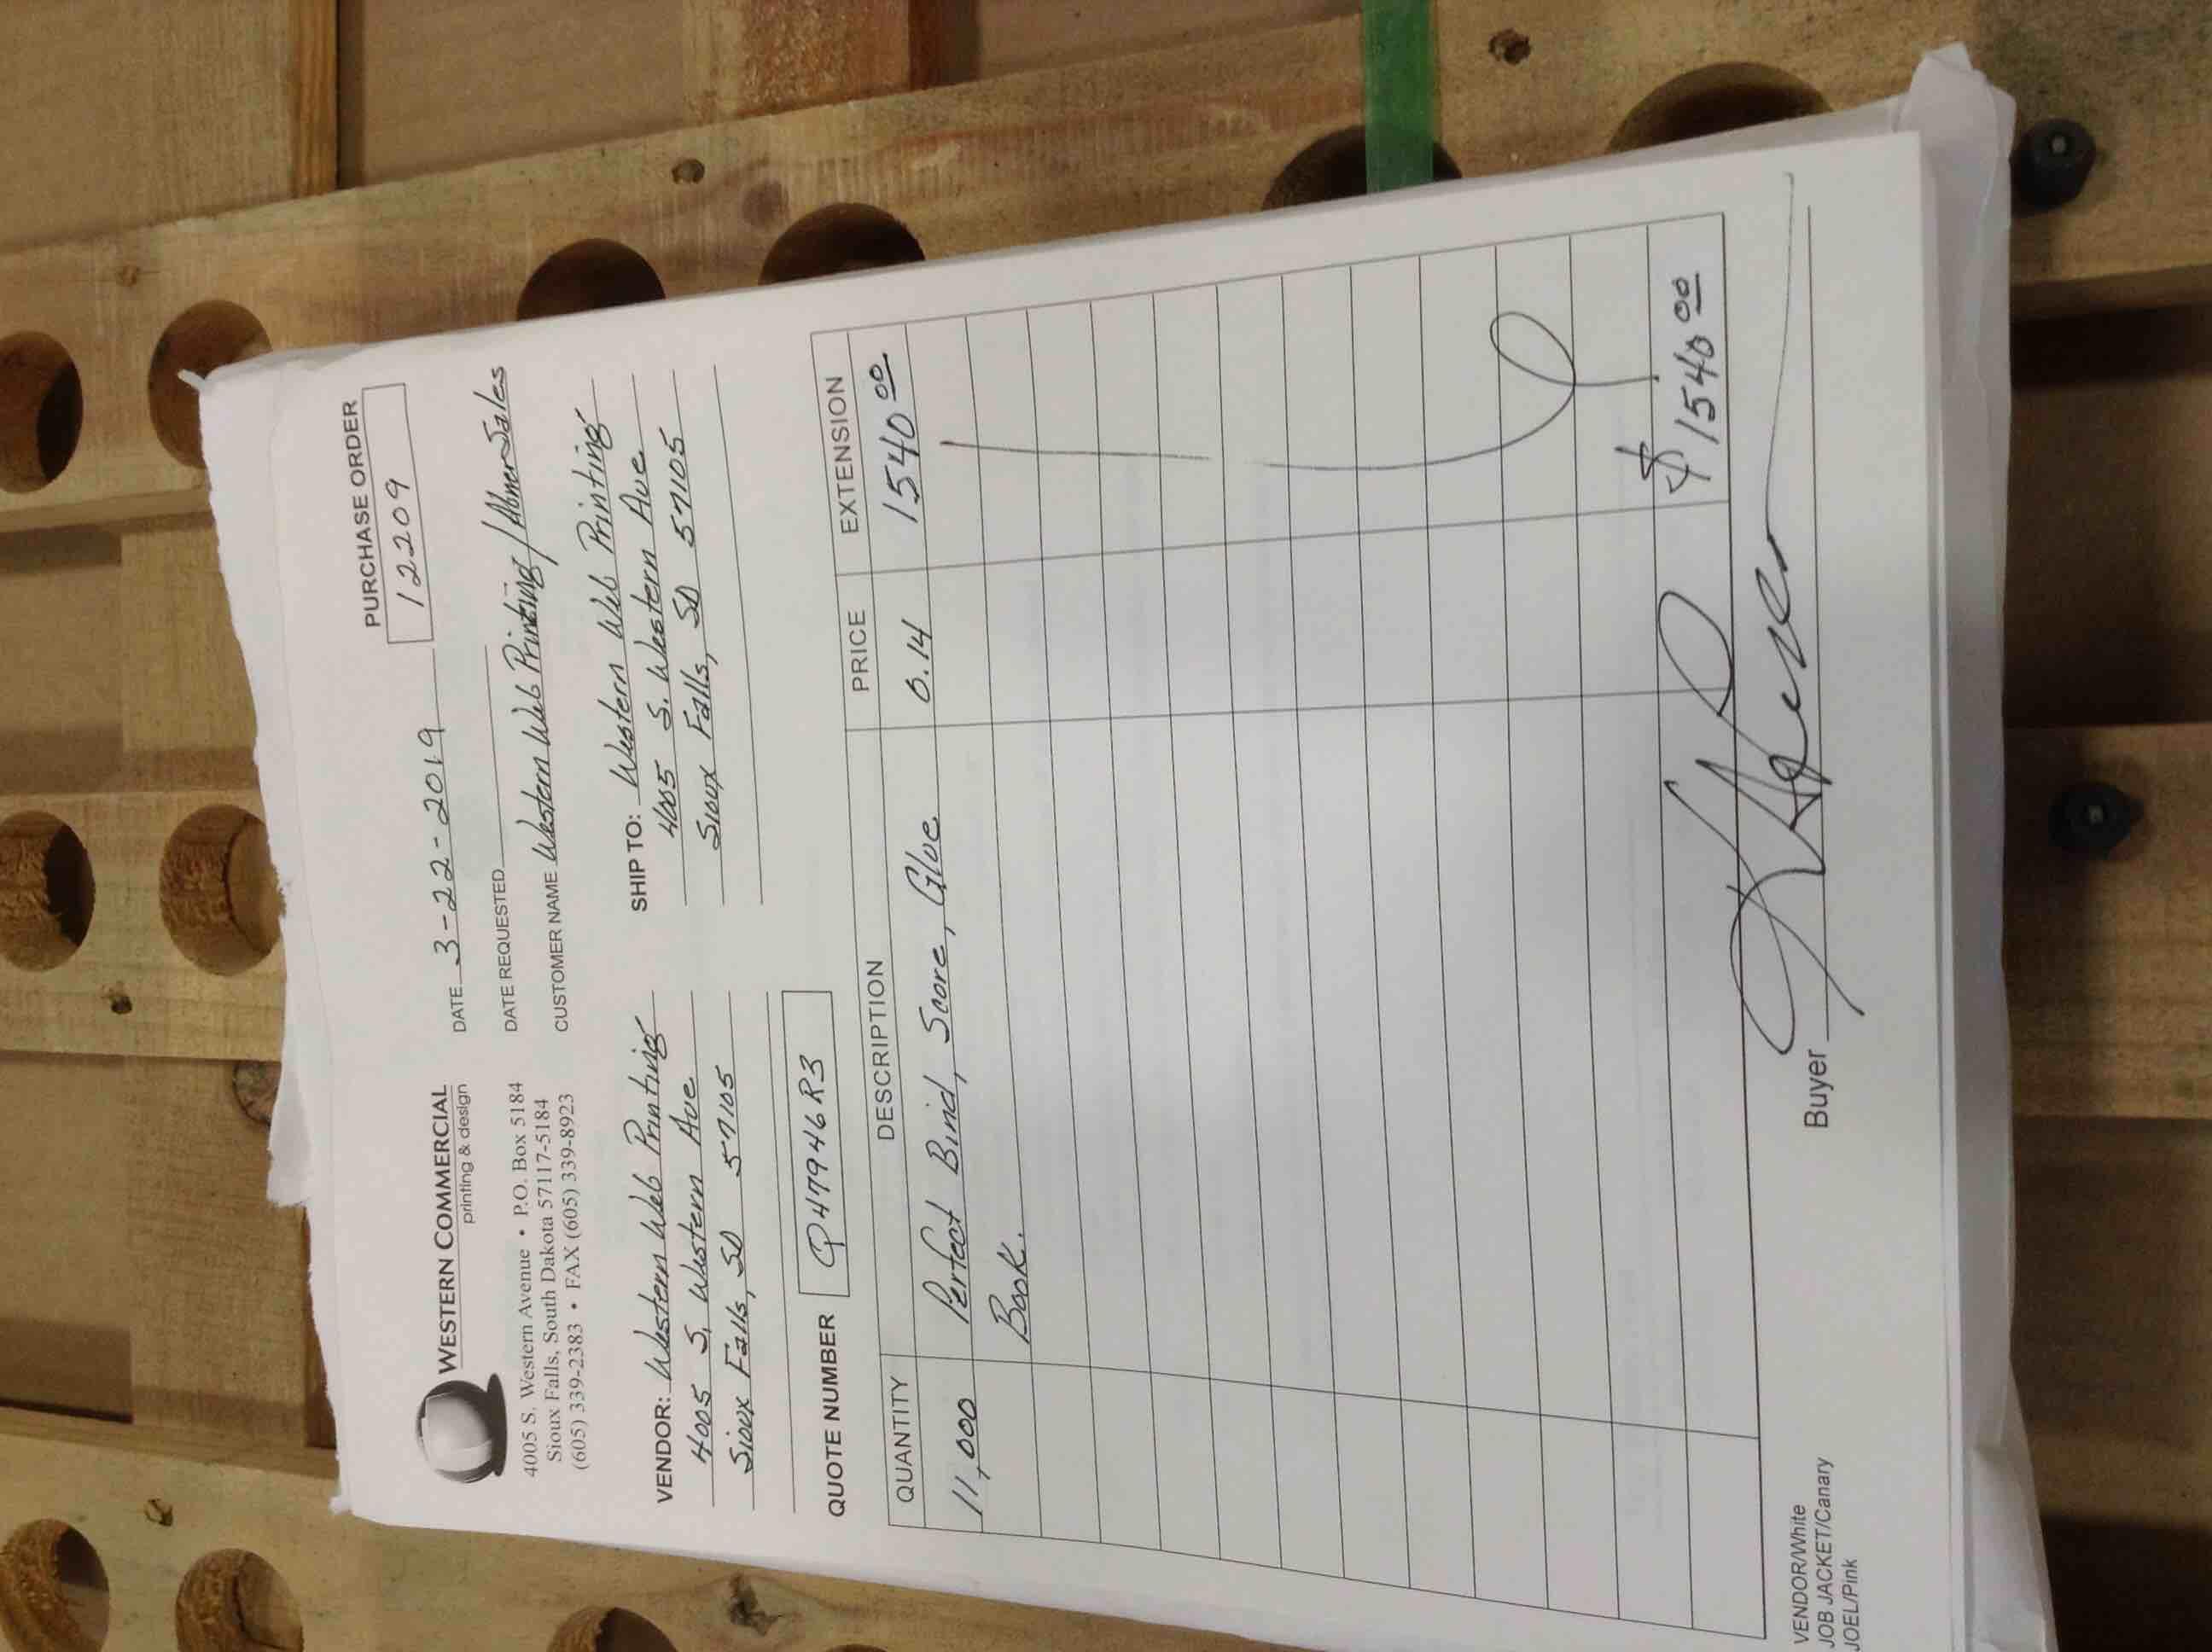 WESTERN COMMERCIAL
printing & design
4005 S. Western Avenue • P.O. Box 5184
Sioux Falls, South Dakota 57117-5184
(605) 339-2383 • FAX (605) 339-8923
PURCHASE ORDER
12209
DATE 3-22-2019
DATE REQUESTED
CUSTOMER NAME Western Web Printing/AbnerSales
VENDOR: Western Web Printing
4005 S. Western Ave
Sioux Falls, SD 57105
SHIP TO: Western Web Printing
4005 S. Western Ave
Sioux Falls, SD 57105
QUOTE NUMBER Q47946R3
QUANTITY DESCRIPTION PRICE EXTENSION
11,000 Perfect Bind, Score, Glue 0.14 1540 00
Book.
$1540 00
Buyer
VENDOR/White
JOB JACKET/Canary
JOEL/Pink